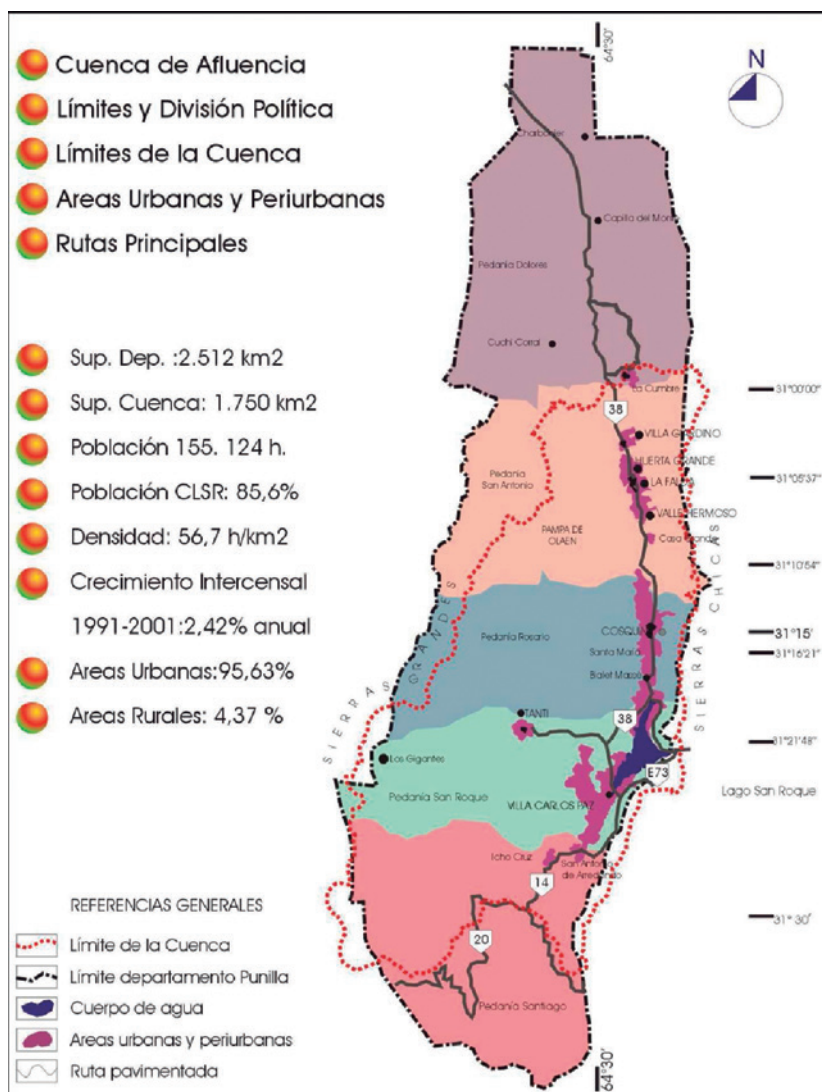 Cuenca de Afluencia
Límites y División Política
Límites de la Cuenca
Areas Urbanas y Periurbanas
Rutas Principales
Sup. Dep. :2.512 km2
Sup. Cuenca: 1.750 km2
Población 155. 124 h.
Población CLSR: 85,6%
Densidad: 56,7 h/km2
Crecimiento Intercensal
1991-2001:2,42% anual
Areas Urbanas:95,63%
Areas Rurales: 4,37 %
REFERENCIAS GENERALES
Límite de la Cuenca
Límite departamento Punilla
Cuerpo de agua
Areas urbanas y periurbanas
Ruta pavimentada
64°30'
N
Charbonier
Capilla del Monte
Pedanía Dolores
Cuchi Corral
La Cumbre
31°00'00"
38
VILLA GIARDINO
HUERTA GRANDE
LA FALDA
31°05'37"
Pedanía
San Antonio
VALLE HERMOSO
PAMPA DE
OLAEN
Casa Grande
31°10'54"
SIERRAS CHICAS
SIERRAS GRANDES
COSQUIN
31°15'
Pedanía Rosario
Santa María
31°16'21"
Bialet Massé
TANTI
38
31°21'48"
Los Gigantes
E73
Lago San Roque
Pedanía San Roque
VILLA CARLOS PAZ
Icho Cruz
San Antonio
de Arredondo
14
31° 30'
20
Pedanía Santiago
64°30'